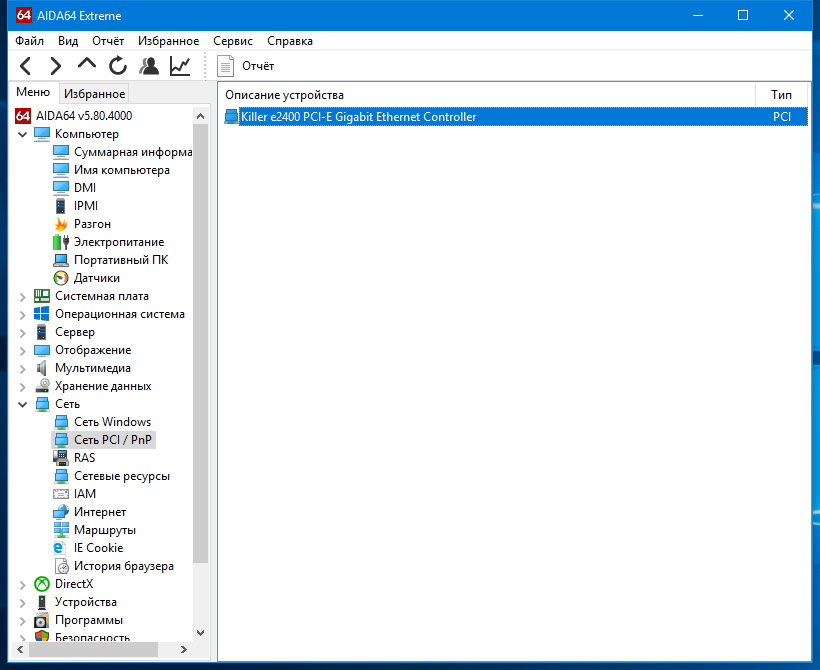 64 AIDA64 Extreme
Файл Вид Отчёт Избранное Сервис Справка
Отчёт
Меню Избранное
64 AIDA64 v5.80.4000
Компьютер
Суммарная информа
Имя компьютера
DMI
IPMI
Разгон
Электропитание
Портативный ПК
Датчики
Системная плата
Операционная система
Сервер
Отображение
Мультимедиа
Хранение данных
Сеть
Сеть Windows
Сеть PCI / PnP
RAS
Сетевые ресурсы
IAM
Интернет
Маршруты
IE Cookie
История браузера
DirectX
Устройства
Программы
Безопасность
Описание устройства Тип
Killer e2400 PCI-E Gigabit Ethernet Controller PCI